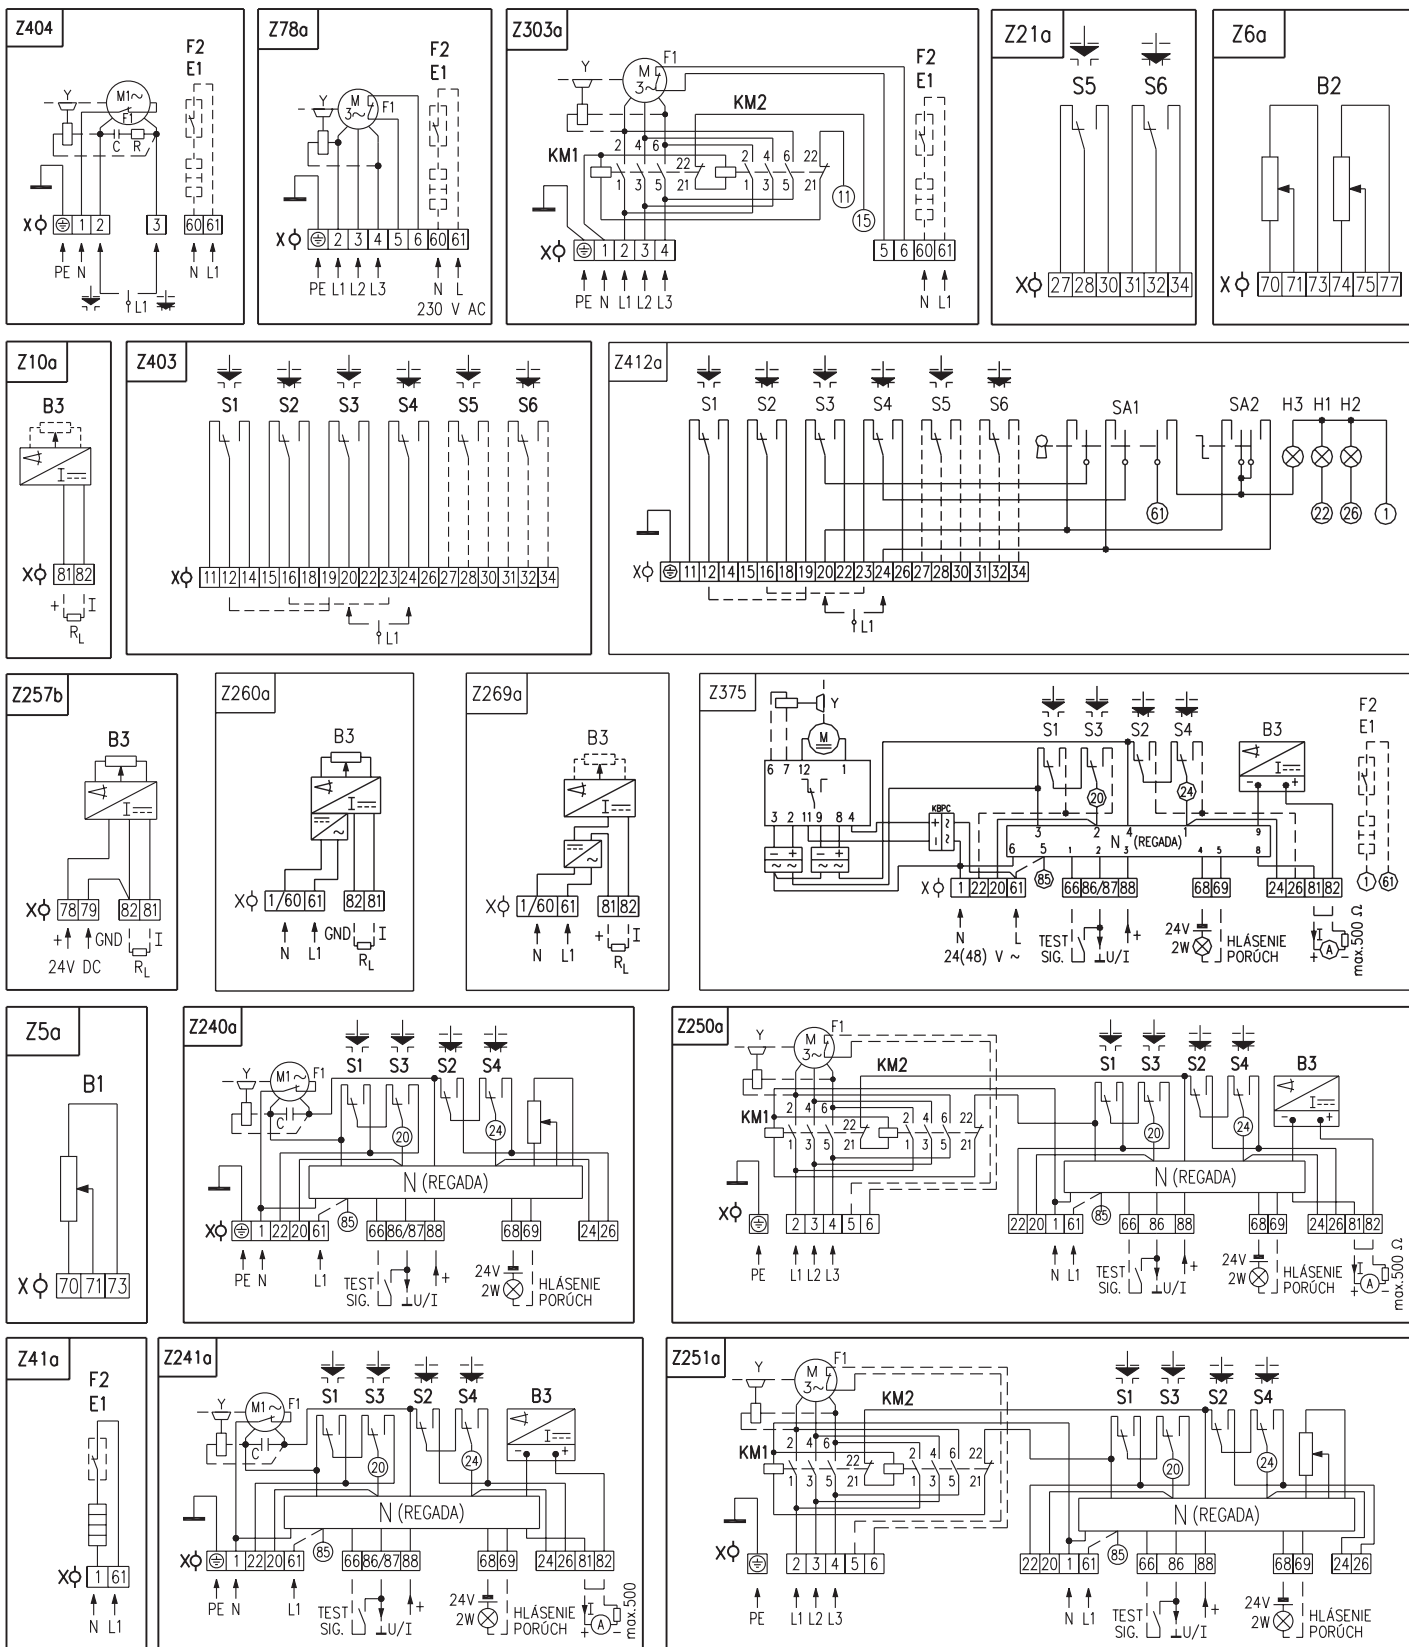 Z404
F2
E1
Y
M1~
F1
C R
X 1 2 3 60 61
PE N N L1
L1
Z78a
F2
E1
Y
M
3~
F1
X 2 3 4 5 6 60 61
PE L1 L2 L3 N L
230 V AC
Z303a
F1
F2
E1
Y
M
3~
KM2
KM1
2 4 6 22 2 4 6 22
1 3 5 21 1 3 5 21
11
15
X 1 2 3 4 5 6 60 61
PE N L1 L2 L3 N L1
Z21a
S5 S6
X 27 28 30 31 32 34
Z6a
B2
X 70 71 73 74 75 77
Z10a
B3
I
X 81 82
+ I
RL
Z403
S1 S2 S3 S4 S5 S6
X 11 12 14 15 16 18 19 20 22 23 24 26 27 28 30 31 32 34
L1
Z412a
S1 S2 S3 S4 S5 S6 SA1 SA2 H3 H1 H2
61 22 26 1
X 11 12 14 15 16 18 19 20 22 23 24 26 27 28 30 31 32 34
L1
Z257b
B3
I
X 78 79 82 81
+ GND I
24V DC RL
Z260a
B3
I
X 1/60 61 82 81
N L1 GND I
RL
Z269a
B3
I
X 1/60 61 81 82
N L1 + I
RL
Z375
Y
M
S1 S3 S2 S4 B3
F2
E1
6 7 12 1
3 2 11 9 8 4
KBPC
20 24
3 2 4 1 9
N (REGADA)
6 5 1 2 3 4 5 8
X 1 22 20 61 85 66 86/87 88 68 69 24 26 81 82 1 61
N L
24(48) V ~
TEST
SIG.
U/I +
24V
2W
HLÁSENIE
PORÚCH
I
+ A -
max.500 Ω
Z5a
B1
X 70 71 73
Z240a
S1 S3 S2 S4
Y M1~ F1
C
20 24
N (REGADA)
X 1 22 20 61 85 66 86/87 88 68 69 24 26
PE N L1
TEST
SIG.
U/I +
24V
2W
HLÁSENIE
PORÚCH
Z250a
Y
M
3~
F1
KM2
KM1
S1 S3 S2 S4 B3
2 4 6 22 2 4 6 22
1 3 5 21 1 3 5 21
20 24
N (REGADA)
X 2 3 4 5 6 22 20 1 61 85 66 86 88 68 69 24 26 81 82
PE L1 L2 L3 N L1
TEST
SIG.
U/I +
24V
2W
HLÁSENIE
PORÚCH
I
+ A -
max.500 Ω
Z41a
F2
E1
X 1 61
N L1
Z241a
S1 S3 S2 S4 B3
Y M1~ F1
C
20 24
N (REGADA)
X 1 22 20 61 85 66 86/87 88 68 69 24 26 81 82
PE N L1
TEST
SIG.
U/I +
24V
2W
HLÁSENIE
PORÚCH
I
+ A -
max.500
Z251a
Y
M
3~
F1
KM2
KM1
S1 S3 S2 S4
2 4 6 22 2 4 6 22
1 3 5 21 1 3 5 21
20 24
N (REGADA)
X 2 3 4 5 6 22 20 1 61 85 66 86 88 68 69 24 26
PE L1 L2 L3 N L1
TEST
SIG.
U/I +
24V
2W
HLÁSENIE
PORÚCH